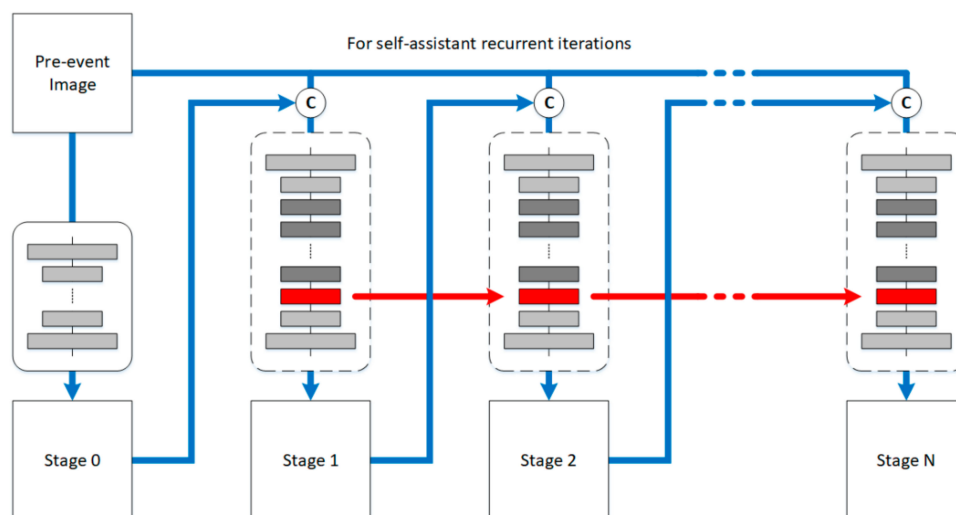 For self-assistant recurrent iterations
Pre-event
Image
C
C
C
Stage 0
Stage 1
Stage 2
Stage N